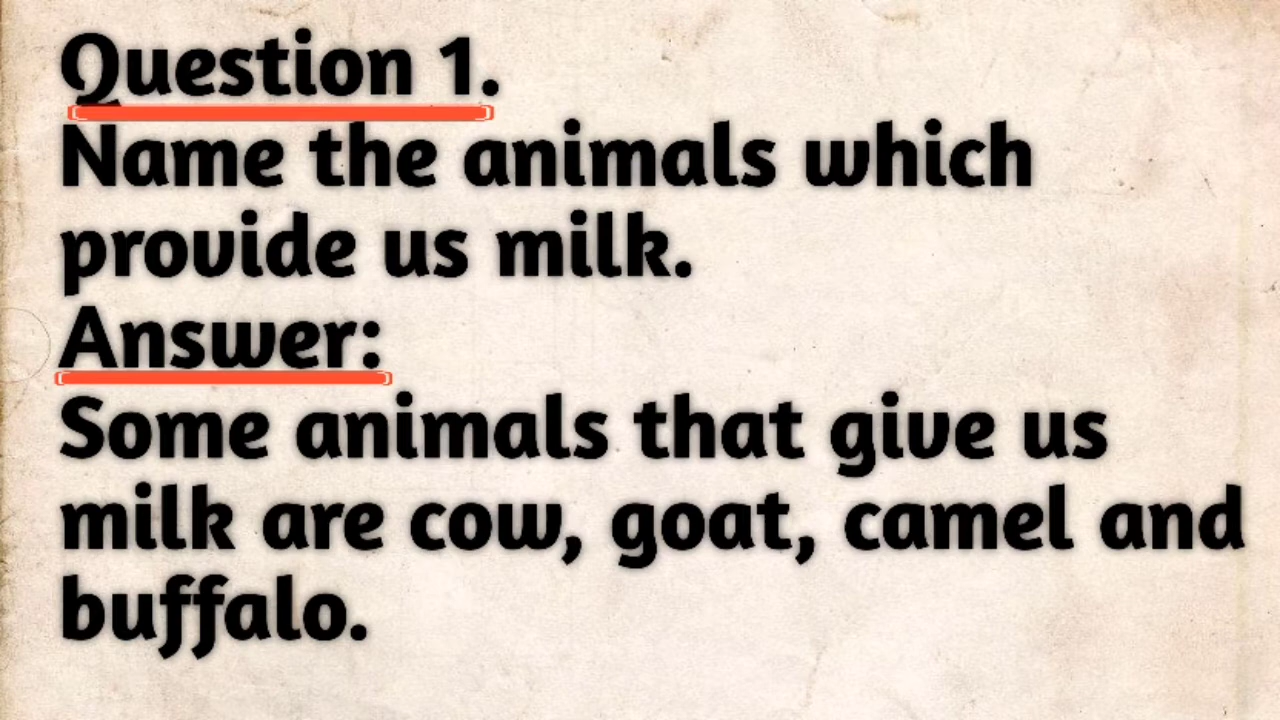 Question 1.
Name the animals which
provide us milk.
Answer:
Some animals that give us
milk are cow, goat, camel and
buffalo.